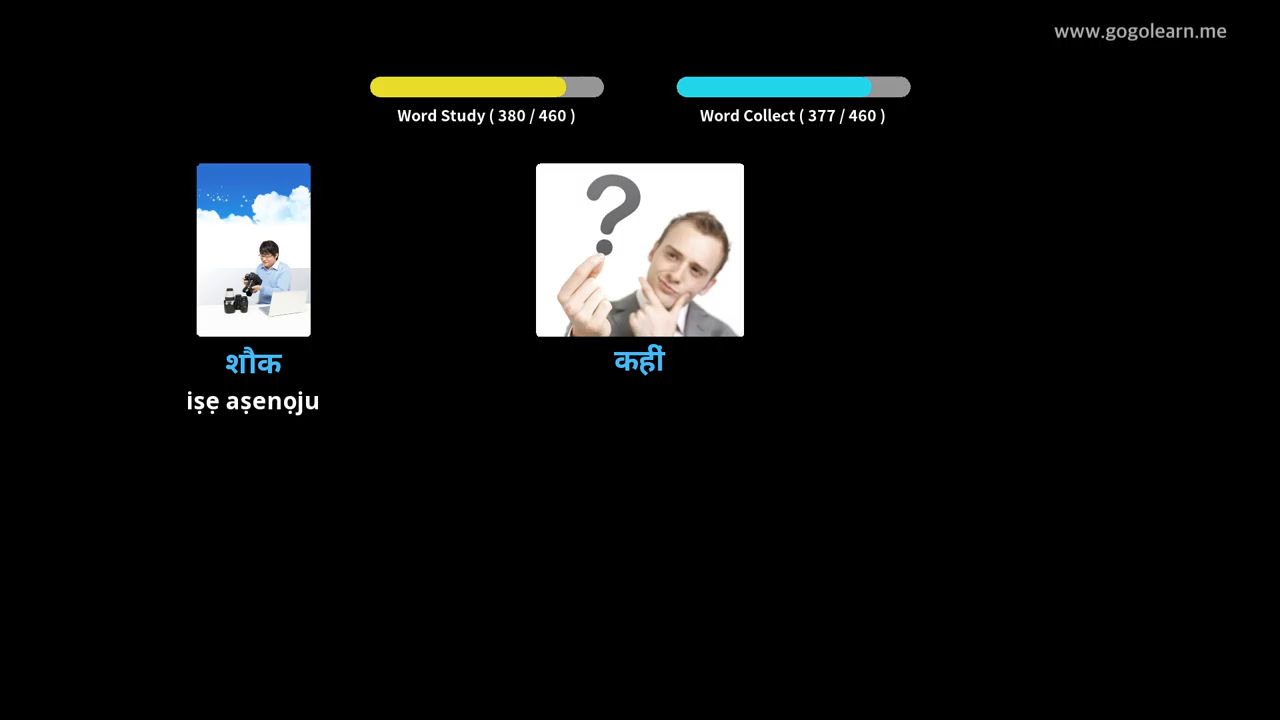 www.gogolearn.me
Word Study ( 380 / 460 )
Word Collect ( 377 / 460 )
शौक
कहीं
iṣẹ aṣenọju